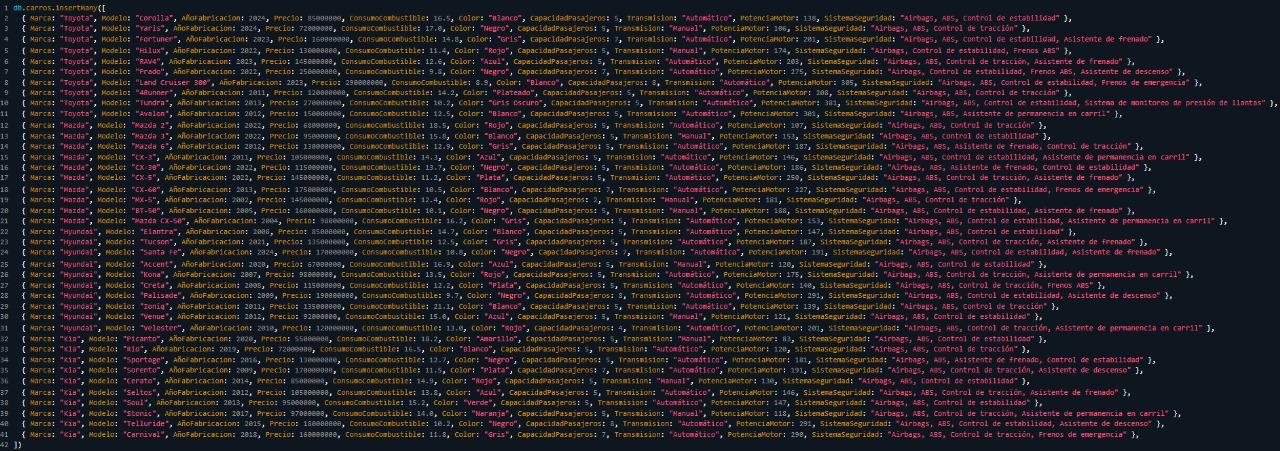 1 db.carros.insertMany([
2 { Marca: "Toyota", Modelo: "Corolla", AñoFabricacion: 2024, Precio: 85000000, ConsumoCombustible: 16.5, Color: "Blanco", CapacidadPasajeros: 5, Transmision: "Automático", PotenciaMotor: 138, SistemaSeguridad: "Airbags, ABS, Control de estabilidad" },
3 { Marca: "Toyota", Modelo: "Yaris", AñoFabricacion: 2024, Precio: 72000000, ConsumoCombustible: 17.0, Color: "Negro", CapacidadPasajeros: 5, Transmision: "Manual", PotenciaMotor: 106, SistemaSeguridad: "Airbags, ABS, Control de tracción" },
4 { Marca: "Toyota", Modelo: "Fortuner", AñoFabricacion: 2023, Precio: 160000000, ConsumoCombustible: 14.8, Color: "Gris", CapacidadPasajeros: 7, Transmision: "Automático", PotenciaMotor: 201, SistemaSeguridad: "Airbags, ABS, Control de estabilidad, Asistente de frenado" },
5 { Marca: "Toyota", Modelo: "Hilux", AñoFabricacion: 2022, Precio: 130000000, ConsumoCombustible: 11.4, Color: "Rojo", CapacidadPasajeros: 5, Transmision: "Manual", PotenciaMotor: 174, SistemaSeguridad: "Airbags, Control de estabilidad, Frenos ABS" },
6 { Marca: "Toyota", Modelo: "RAV4", AñoFabricacion: 2023, Precio: 145000000, ConsumoCombustible: 12.6, Color: "Azul", CapacidadPasajeros: 5, Transmision: "Automático", PotenciaMotor: 203, SistemaSeguridad: "Airbags, Control de tracción, Asistente de frenado" },
7 { Marca: "Toyota", Modelo: "Prado", AñoFabricacion: 2022, Precio: 250000000, ConsumoCombustible: 9.8, Color: "Negro", CapacidadPasajeros: 7, Transmision: "Automático", PotenciaMotor: 275, SistemaSeguridad: "Airbags, Control de estabilidad, Frenos ABS, Asistente de descenso" },
8 { Marca: "Toyota", Modelo: "Land Cruiser 300", AñoFabricacion: 2023, Precio: 290000000, ConsumoCombustible: 8.9, Color: "Blanco", CapacidadPasajeros: 8, Transmision: "Automático", PotenciaMotor: 305, SistemaSeguridad: "Airbags, ABS, Control de estabilidad, Frenos de emergencia" },
9 { Marca: "Toyota", Modelo: "4Runner", AñoFabricacion: 2011, Precio: 120000000, ConsumoCombustible: 14.2, Color: "Plateado", CapacidadPasajeros: 5, Transmision: "Automático", PotenciaMotor: 208, SistemaSeguridad: "Airbags, ABS, Control de tracción" },
10 { Marca: "Toyota", Modelo: "Tundra", AñoFabricacion: 2013, Precio: 270000000, ConsumoCombustible: 10.2, Color: "Gris Oscuro", CapacidadPasajeros: 5, Transmision: "Automático", PotenciaMotor: 381, SistemaSeguridad: "Airbags, ABS, Control de estabilidad, Sistema de monitoreo de presión de llantas" },
11 { Marca: "Toyota", Modelo: "Avalon", AñoFabricacion: 2012, Precio: 150000000, ConsumoCombustible: 12.5, Color: "Blanco", CapacidadPasajeros: 5, Transmision: "Automático", PotenciaMotor: 301, SistemaSeguridad: "Airbags, ABS, Asistente de permanencia en carril" },
12 { Marca: "Mazda", Modelo: "Mazda 2", AñoFabricacion: 2022, Precio: 68000000, ConsumoCombustible: 18.5, Color: "Rojo", CapacidadPasajeros: 5, Transmision: "Automático", PotenciaMotor: 107, SistemaSeguridad: "Airbags, ABS, Control de tracción" },
13 { Marca: "Mazda", Modelo: "Mazda 3", AñoFabricacion: 2022, Precio: 95000000, ConsumoCombustible: 15.8, Color: "Blanco", CapacidadPasajeros: 5, Transmision: "Manual", PotenciaMotor: 153, SistemaSeguridad: "Airbags, ABS, Control de estabilidad" },
14 { Marca: "Mazda", Modelo: "Mazda 6", AñoFabricacion: 2012, Precio: 130000000, ConsumoCombustible: 12.9, Color: "Gris", CapacidadPasajeros: 5, Transmision: "Automático", PotenciaMotor: 187, SistemaSeguridad: "Airbags, ABS, Asistente de frenado, Control de tracción" },
15 { Marca: "Mazda", Modelo: "CX-3", AñoFabricacion: 2011, Precio: 105000000, ConsumoCombustible: 14.3, Color: "Azul", CapacidadPasajeros: 5, Transmision: "Automático", PotenciaMotor: 146, SistemaSeguridad: "Airbags, ABS, Control de estabilidad, Asistente de permanencia en carril" },
16 { Marca: "Mazda", Modelo: "CX-30", AñoFabricacion: 2022, Precio: 115000000, ConsumoCombustible: 13.7, Color: "Negro", CapacidadPasajeros: 5, Transmision: "Automático", PotenciaMotor: 186, SistemaSeguridad: "Airbags, ABS, Asistente de frenado, Control de estabilidad" },
17 { Marca: "Mazda", Modelo: "CX-5", AñoFabricacion: 2012, Precio: 145000000, ConsumoCombustible: 11.2, Color: "Plata", CapacidadPasajeros: 5, Transmision: "Automático", PotenciaMotor: 250, SistemaSeguridad: "Airbags, ABS, Control de tracción, Asistente de frenado" },
18 { Marca: "Mazda", Modelo: "CX-60", AñoFabricacion: 2013, Precio: 175000000, ConsumoCombustible: 10.5, Color: "Blanco", CapacidadPasajeros: 7, Transmision: "Automático", PotenciaMotor: 227, SistemaSeguridad: "Airbags, ABS, Control de estabilidad, Frenos de emergencia" },
19 { Marca: "Mazda", Modelo: "MX-5", AñoFabricacion: 2002, Precio: 145000000, ConsumoCombustible: 12.4, Color: "Rojo", CapacidadPasajeros: 2, Transmision: "Manual", PotenciaMotor: 181, SistemaSeguridad: "Airbags, ABS, Control de tracción" },
20 { Marca: "Mazda", Modelo: "BT-50", AñoFabricacion: 2005, Precio: 160000000, ConsumoCombustible: 10.1, Color: "Negro", CapacidadPasajeros: 5, Transmision: "Manual", PotenciaMotor: 188, SistemaSeguridad: "Airbags, ABS, Control de estabilidad, Asistente de frenado" },
21 { Marca: "Mazda", Modelo: "Mazda CX-50", AñoFabricacion: 2004, Precio: 98000000, ConsumoCombustible: 16.2, Color: "Gris", CapacidadPasajeros: 5, Transmision: "Automático", PotenciaMotor: 153, SistemaSeguridad: "Airbags, ABS, Control de estabilidad, Asistente de permanencia en carril" },
22 { Marca: "Hyundai", Modelo: "Elantra", AñoFabricacion: 2008, Precio: 85000000, ConsumoCombustible: 14.7, Color: "Blanco", CapacidadPasajeros: 5, Transmision: "Automático", PotenciaMotor: 147, SistemaSeguridad: "Airbags, ABS, Control de estabilidad" },
23 { Marca: "Hyundai", Modelo: "Tucson", AñoFabricacion: 2021, Precio: 135000000, ConsumoCombustible: 12.5, Color: "Gris", CapacidadPasajeros: 5, Transmision: "Automático", PotenciaMotor: 187, SistemaSeguridad: "Airbags, ABS, Control de tracción, Asistente de frenado" },
24 { Marca: "Hyundai", Modelo: "Santa Fe", AñoFabricacion: 2024, Precio: 170000000, ConsumoCombustible: 10.8, Color: "Negro", CapacidadPasajeros: 7, Transmision: "Automático", PotenciaMotor: 191, SistemaSeguridad: "Airbags, ABS, Control de estabilidad, Asistente de frenado" },
25 { Marca: "Hyundai", Modelo: "Accent", AñoFabricacion: 2020, Precio: 67000000, ConsumoCombustible: 16.9, Color: "Azul", CapacidadPasajeros: 5, Transmision: "Manual", PotenciaMotor: 120, SistemaSeguridad: "Airbags, ABS, Control de estabilidad" },
26 { Marca: "Hyundai", Modelo: "Kona", AñoFabricacion: 2007, Precio: 98000000, ConsumoCombustible: 13.5, Color: "Rojo", CapacidadPasajeros: 5, Transmision: "Automático", PotenciaMotor: 175, SistemaSeguridad: "Airbags, ABS, Control de tracción, Asistente de permanencia en carril" },
27 { Marca: "Hyundai", Modelo: "Creta", AñoFabricacion: 2008, Precio: 115000000, ConsumoCombustible: 12.2, Color: "Plata", CapacidadPasajeros: 5, Transmision: "Automático", PotenciaMotor: 140, SistemaSeguridad: "Airbags, Control de tracción, Frenos ABS" },
28 { Marca: "Hyundai", Modelo: "Palisade", AñoFabricacion: 2009, Precio: 190000000, ConsumoCombustible: 9.7, Color: "Negro", CapacidadPasajeros: 8, Transmision: "Automático", PotenciaMotor: 291, SistemaSeguridad: "Airbags, ABS, Control de estabilidad, Asistente de descenso" },
29 { Marca: "Hyundai", Modelo: "Ioniq", AñoFabricacion: 2011, Precio: 135000000, ConsumoCombustible: 21.1, Color: "Blanco", CapacidadPasajeros: 5, Transmision: "Automático", PotenciaMotor: 139, SistemaSeguridad: "Airbags, ABS, Control de tracción" },
30 { Marca: "Hyundai", Modelo: "Venue", AñoFabricacion: 2012, Precio: 92000000, ConsumoCombustible: 15.0, Color: "Azul", CapacidadPasajeros: 5, Transmision: "Manual", PotenciaMotor: 121, SistemaSeguridad: "Airbags, ABS, Control de estabilidad" },
31 { Marca: "Hyundai", Modelo: "Veloster", AñoFabricacion: 2010, Precio: 120000000, ConsumoCombustible: 13.0, Color: "Rojo", CapacidadPasajeros: 4, Transmision: "Automático", PotenciaMotor: 201, SistemaSeguridad: "Airbags, ABS, Control de tracción, Asistente de permanencia en carril" },
32 { Marca: "Kia", Modelo: "Picanto", AñoFabricacion: 2020, Precio: 55000000, ConsumoCombustible: 18.2, Color: "Amarillo", CapacidadPasajeros: 5, Transmision: "Manual", PotenciaMotor: 83, SistemaSeguridad: "Airbags, ABS, Control de estabilidad" },
33 { Marca: "Kia", Modelo: "Rio", AñoFabricacion: 2019, Precio: 72000000, ConsumoCombustible: 16.5, Color: "Blanco", CapacidadPasajeros: 5, Transmision: "Automático", PotenciaMotor: 120, SistemaSeguridad: "Airbags, ABS, Control de tracción" },
34 { Marca: "Kia", Modelo: "Sportage", AñoFabricacion: 2016, Precio: 130000000, ConsumoCombustible: 12.7, Color: "Negro", CapacidadPasajeros: 5, Transmision: "Automático", PotenciaMotor: 181, SistemaSeguridad: "Airbags, ABS, Asistente de frenado, Control de estabilidad" },
35 { Marca: "Kia", Modelo: "Sorento", AñoFabricacion: 2009, Precio: 170000000, ConsumoCombustible: 11.5, Color: "Plata", CapacidadPasajeros: 7, Transmision: "Automático", PotenciaMotor: 191, SistemaSeguridad: "Airbags, ABS, Control de tracción, Asistente de descenso" },
36 { Marca: "Kia", Modelo: "Cerato", AñoFabricacion: 2014, Precio: 85000000, ConsumoCombustible: 14.9, Color: "Rojo", CapacidadPasajeros: 5, Transmision: "Manual", PotenciaMotor: 130, SistemaSeguridad: "Airbags, ABS, Control de estabilidad" },
37 { Marca: "Kia", Modelo: "Seltos", AñoFabricacion: 2012, Precio: 105000000, ConsumoCombustible: 13.8, Color: "Azul", CapacidadPasajeros: 5, Transmision: "Automático", PotenciaMotor: 146, SistemaSeguridad: "Airbags, ABS, Asistente de frenado" },
38 { Marca: "Kia", Modelo: "Soul", AñoFabricacion: 2013, Precio: 95000000, ConsumoCombustible: 15.2, Color: "Verde", CapacidadPasajeros: 5, Transmision: "Automático", PotenciaMotor: 147, SistemaSeguridad: "Airbags, ABS, Control de estabilidad" },
39 { Marca: "Kia", Modelo: "Stonic", AñoFabricacion: 2017, Precio: 97000000, ConsumoCombustible: 14.0, Color: "Naranja", CapacidadPasajeros: 5, Transmision: "Manual", PotenciaMotor: 118, SistemaSeguridad: "Airbags, ABS, Control de tracción, Asistente de permanencia en carril" },
40 { Marca: "Kia", Modelo: "Telluride", AñoFabricacion: 2015, Precio: 180000000, ConsumoCombustible: 10.2, Color: "Negro", CapacidadPasajeros: 8, Transmision: "Automático", PotenciaMotor: 291, SistemaSeguridad: "Airbags, ABS, Control de estabilidad, Asistente de descenso" },
41 { Marca: "Kia", Modelo: "Carnival", AñoFabricacion: 2018, Precio: 160000000, ConsumoCombustible: 11.8, Color: "Gris", CapacidadPasajeros: 7, Transmision: "Automático", PotenciaMotor: 290, SistemaSeguridad: "Airbags, ABS, Control de tracción, Frenos de emergencia" },
42 ])